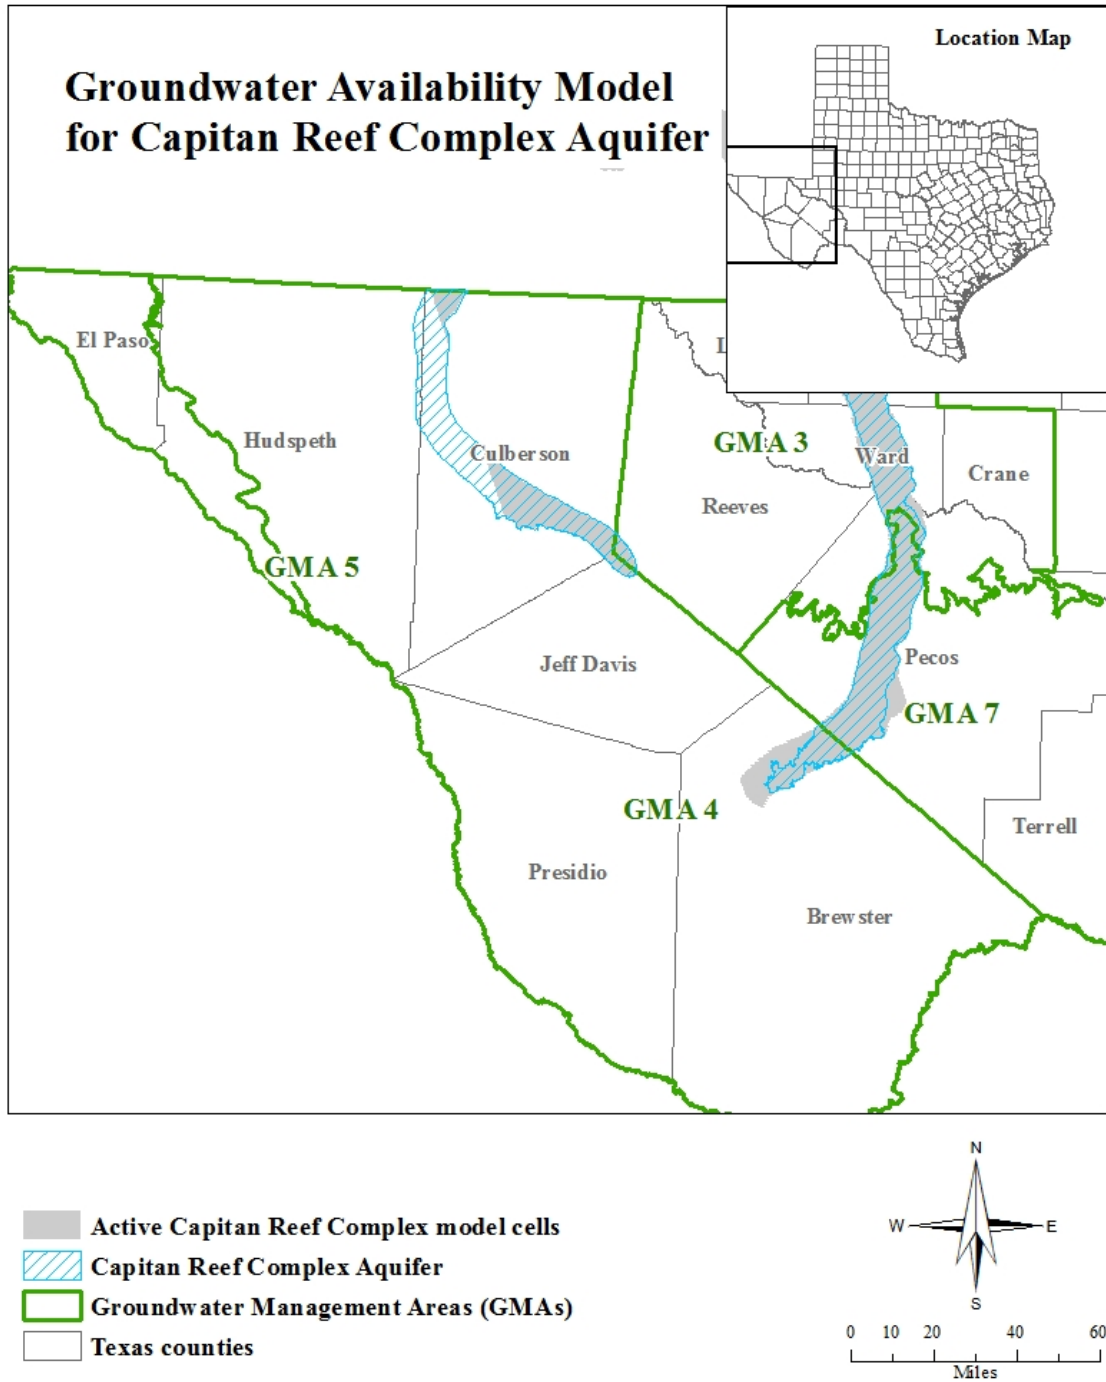 Location Map
Groundwater Availability Model
for Capitan Reef Complex Aquifer
El Paso
Hudspeth
Culberson
GMA 3
Ward
Crane
Reeves
GMA 5
Jeff Davis
Pecos
GMA 7
GMA 4
Terrell
Presidio
Brewster
N
W E
S
Active Capitan Reef Complex model cells
Capitan Reef Complex Aquifer
Groundwater Management Areas (GMAs)
Texas counties
0 10 20 40 60
Miles